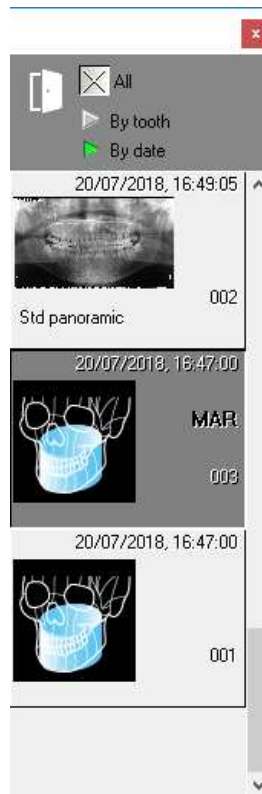 All
By tooth
By date
20/07/2018, 16:49:05
002
Std panoramic
20/07/2018, 16:47:00
MAR
003
20/07/2018, 16:47:00
001